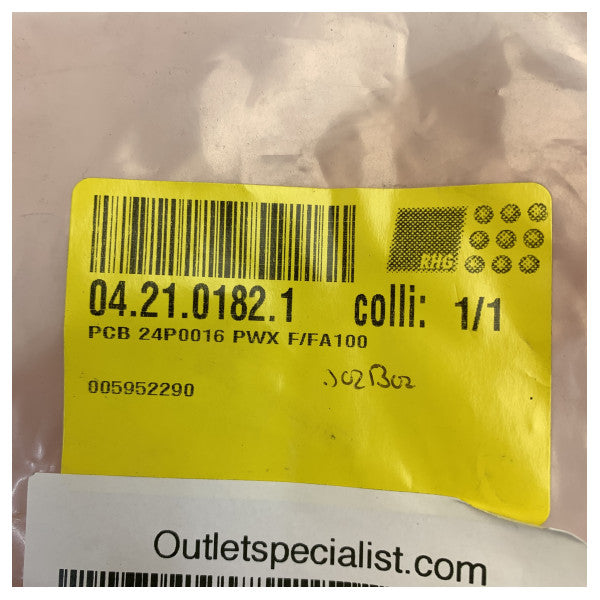 RHG
04.21.0182.1 colli: 1/1
PCB 24P0016 PWX F/FA100
005952290
Outletspecialist.com